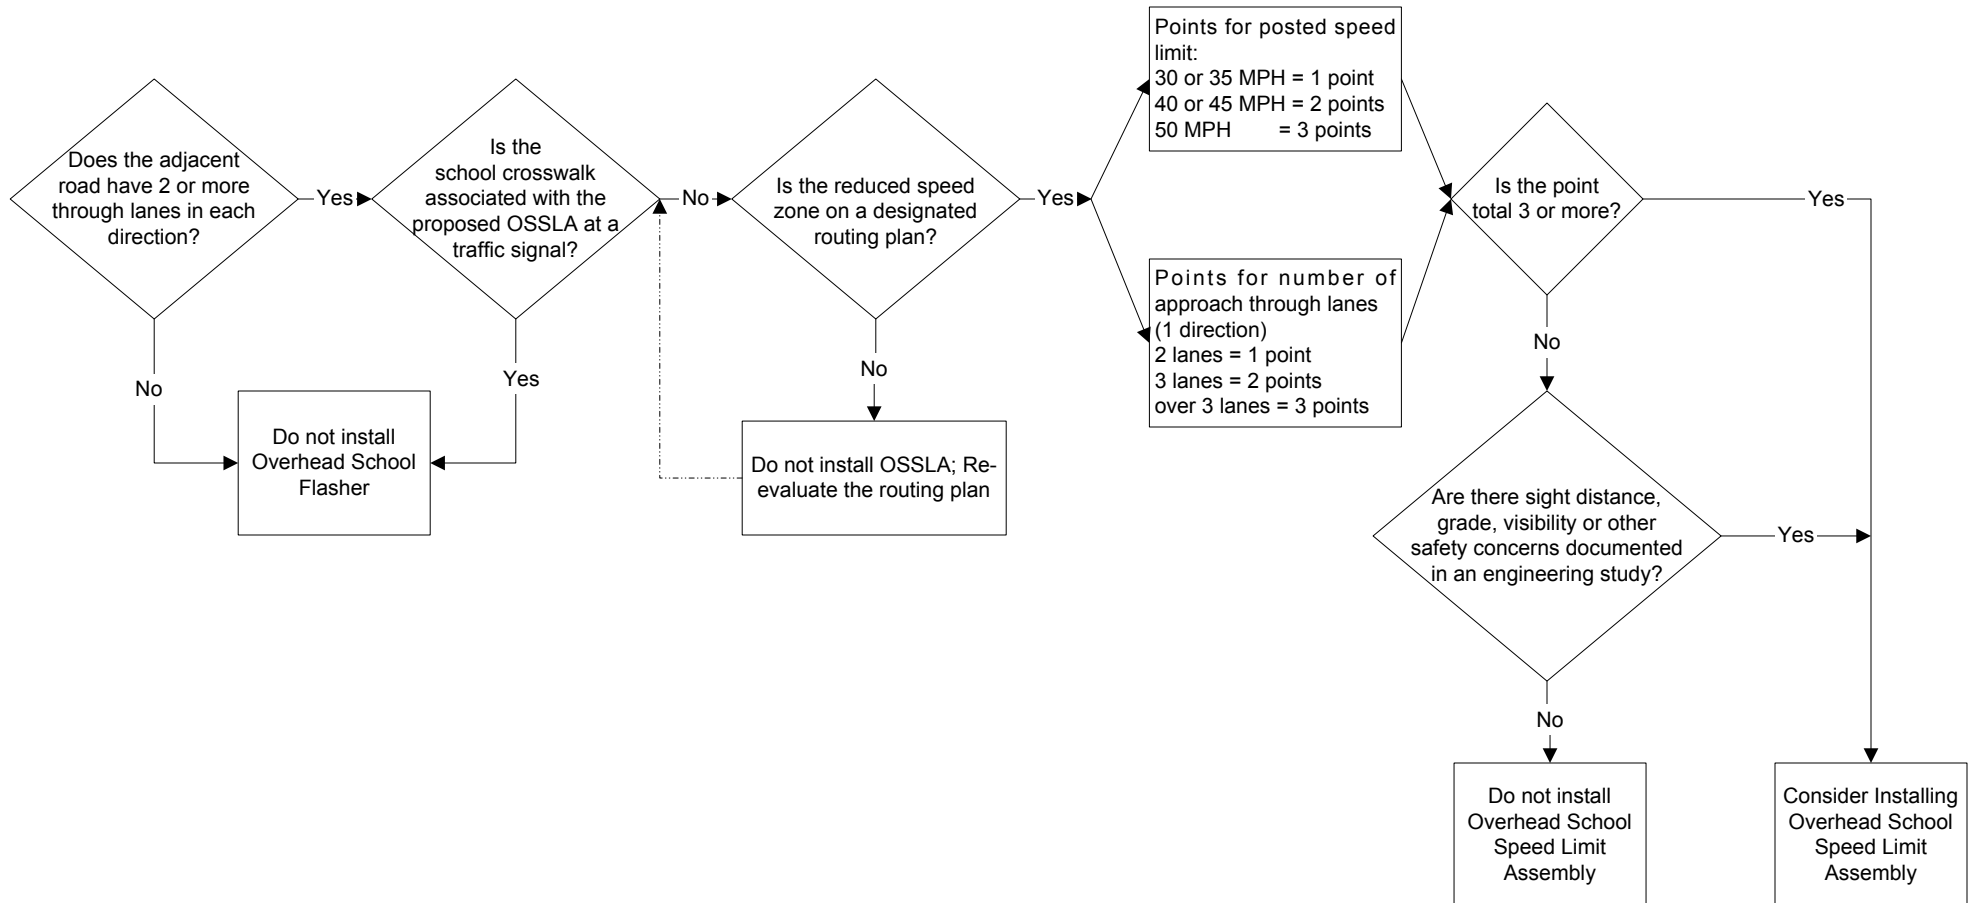 Does the adjacent
road have 2 or more
through lanes in each
direction?
Yes
No
Is the
school crosswalk
associated with the
proposed OSSLA at a
traffic signal?
No
Yes
Do not install
Overhead School
Flasher
Is the reduced speed
zone on a designated
routing plan?
Yes
No
Do not install OSSLA; Re-
evaluate the routing plan
Points for posted speed
limit:
30 or 35 MPH = 1 point
40 or 45 MPH = 2 points
50 MPH = 3 points
Points for number of
approach through lanes
(1 direction)
2 lanes = 1 point
3 lanes = 2 points
over 3 lanes = 3 points
Is the point
total 3 or more?
Yes
No
Are there sight distance,
grade, visibility or other
safety concerns documented
in an engineering study?
Yes
No
Do not install
Overhead School
Speed Limit
Assembly
Consider Installing
Overhead School
Speed Limit
Assembly